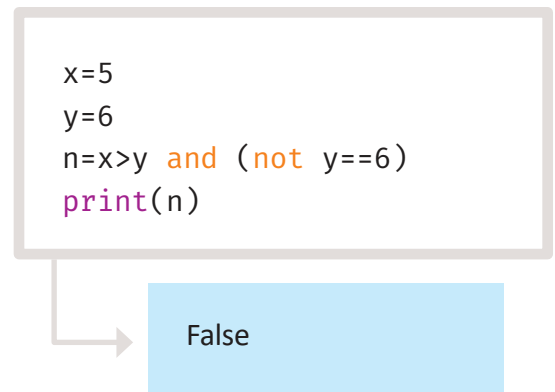 x=5
y=6
n=x>y and (not y==6)
print(n)
False